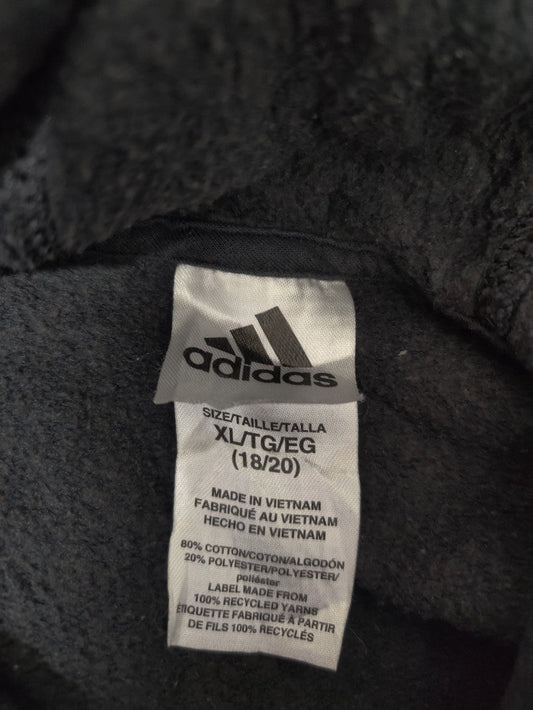 adidas
SIZE/TAILLE/TALLA
XL/TG/EG
(18/20)
MADE IN VIETNAM
FABRIQUÉ AU VIETNAM
HECHO EN VIETNAM
80% COTTON/COTON/ALGODÓN
20% POLYESTER/POLYESTER/
poliéster
LABEL MADE FROM
100% RECYCLED YARNS
ETIQUETTE FABRIQUÉE À PARTIR
DE FILS 100% RECYCLÉS